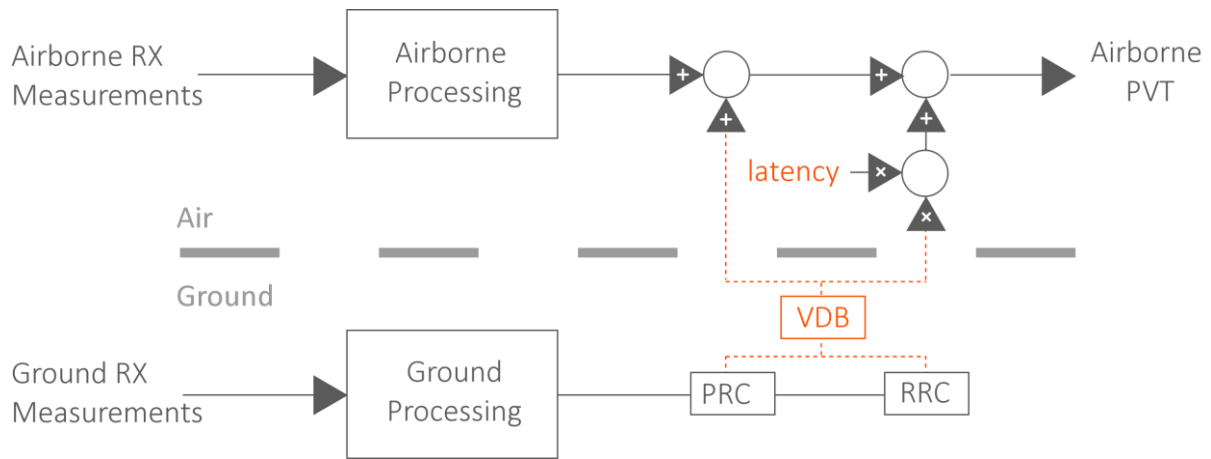 Airborne RX
Measurements
Airborne
Processing
+
+
Airborne
PVT
+
+
latency
×
×
Air
Ground
VDB
Ground RX
Measurements
Ground
Processing
PRC
RRC